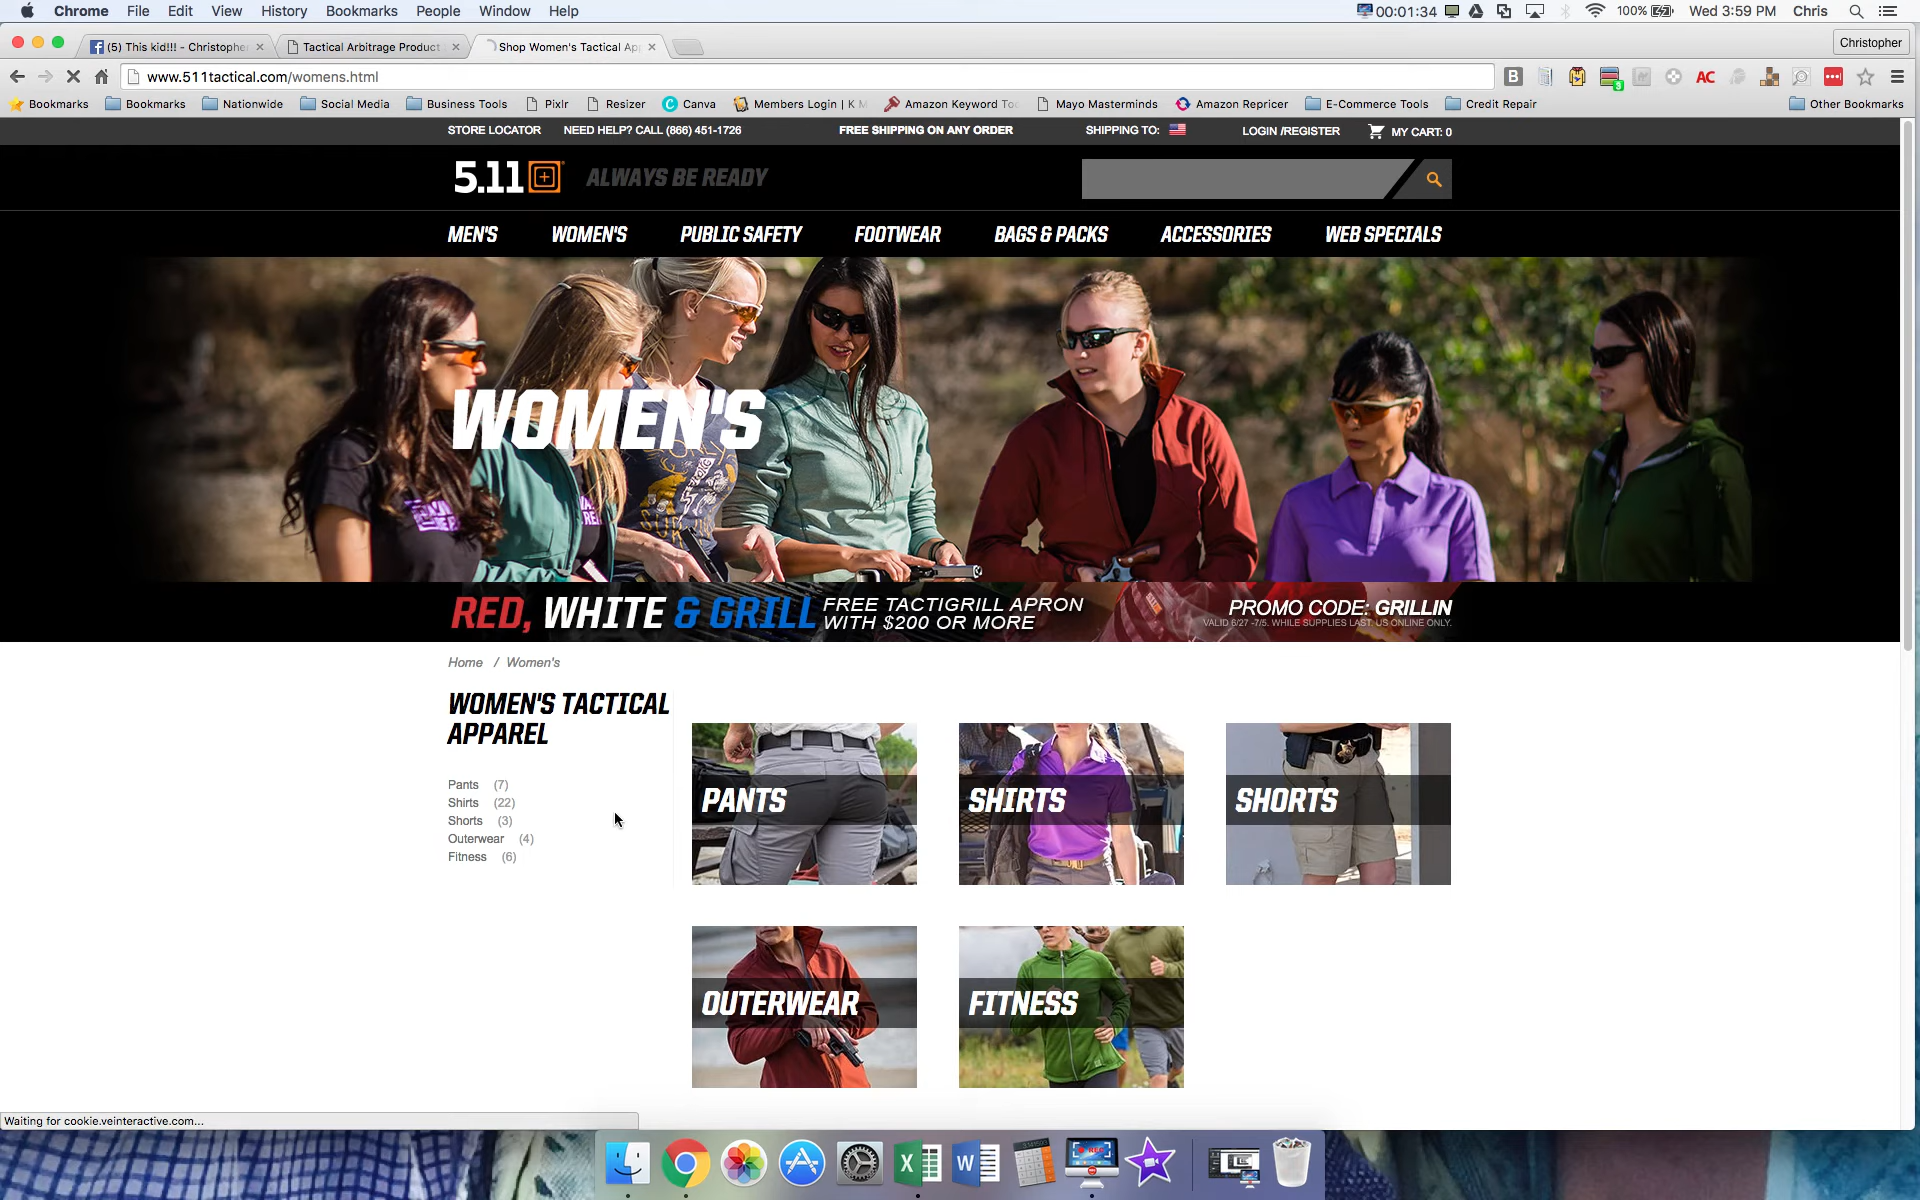 Chrome File Edit View History Bookmarks People Window Help 00:01:34 100% Wed 3:59 PM Chris
(5) This kid!!! - Christopher Tactical Arbitrage Product Shop Women's Tactical App Christopher
www.511tactical.com/womens.html
Bookmarks Bookmarks Nationwide Social Media Business Tools Pixlr Resizer Canva Members Login | K M Amazon Keyword To Mayo Masterminds Amazon Repricer E-Commerce Tools Credit Repair Other Bookmarks
STORE LOCATOR NEED HELP? CALL (866) 451-1726 FREE SHIPPING ON ANY ORDER SHIPPING TO: LOGIN /REGISTER MY CART: 0
5.11 ALWAYS BE READY
MEN'S WOMEN'S PUBLIC SAFETY FOOTWEAR BAGS & PACKS ACCESSORIES WEB SPECIALS
WOMEN'S
RED, WHITE & GRILL FREE TACTIGRILL APRON
WITH $200 OR MORE
PROMO CODE: GRILLIN
VALID 6/27 -7/5. WHILE SUPPLIES LAST. US ONLINE ONLY.
Home / Women's
WOMEN'S TACTICAL
APPAREL
Pants (7)
Shirts (22)
Shorts (3)
Outerwear (4)
Fitness (6)
PANTS
SHIRTS
SHORTS
OUTERWEAR
FITNESS
Waiting for cookie.veinteractive.com...